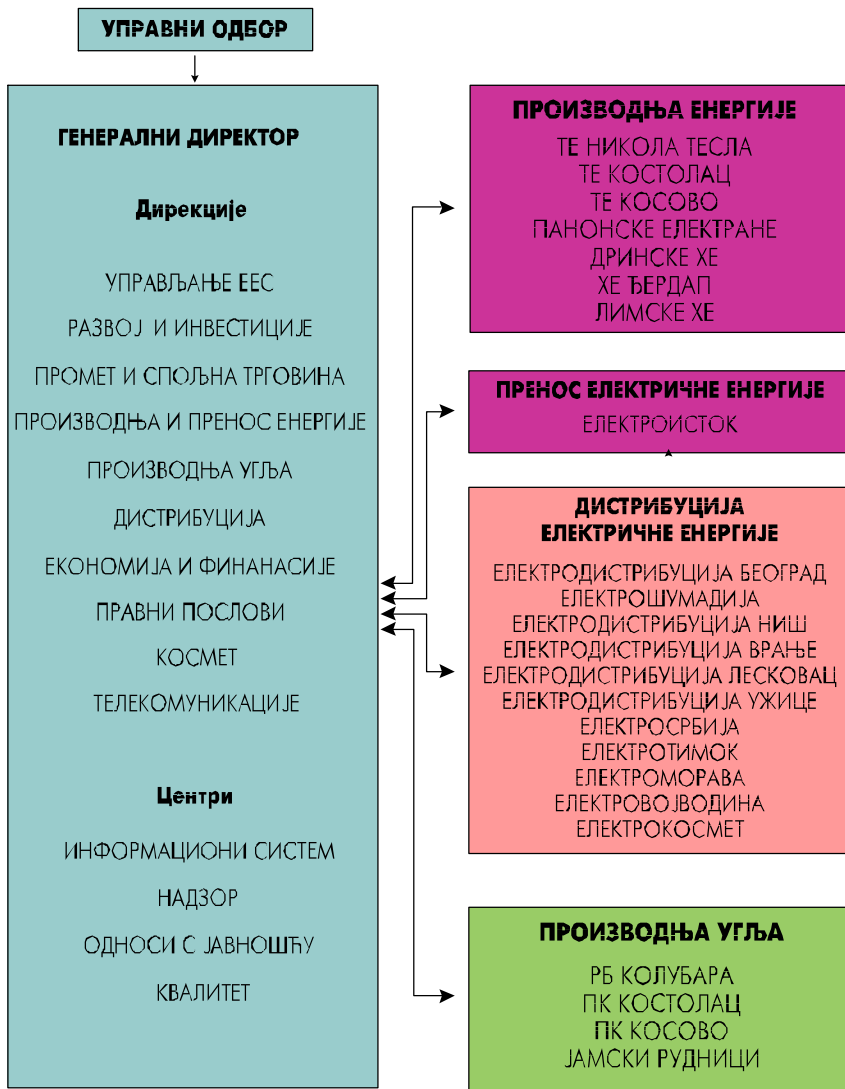 УПРАВНИ ОДБОР
ГЕНЕРАЛНИ ДИРЕКТОР
Дирекције
УПРАВЉАЊЕ ЕЕС
РАЗВОЈ И ИНВЕСТИЦИЈЕ
ПРОМЕТ И СПОЉНА ТРГОВИНА
ПРОИЗВОДЊА И ПРЕНОС ЕНЕРГИЈЕ
ПРОИЗВОДЊА УГЉА
ДИСТРИБУЦИЈА
ЕКОНОМИЈА И ФИНАНАСИЈЕ
ПРАВНИ ПОСЛОВИ
КОСМЕТ
ТЕЛЕКОМУНИКАЦИЈЕ
Центри
ИНФОРМАЦИОНИ СИСТЕМ
НАДЗОР
ОДНОСИ С ЈАВНОШЋУ
КВАЛИТЕТ
ПРОИЗВОДЊА ЕНЕРГИЈЕ
ТЕ НИКОЛА ТЕСЛА
ТЕ КОСТОЛАЦ
ТЕ КОСОВО
ПАНОНСКЕ ЕЛЕКТРАНЕ
ДРИНСКЕ ХЕ
ХЕ ЂЕРДАП
ЛИМСКЕ ХЕ
ПРЕНОС ЕЛЕКТРИЧНЕ ЕНЕРГИЈЕ
ЕЛЕКТРОИСТОК
ДИСТРИБУЦИЈА
ЕЛЕКТРИЧНЕ ЕНЕРГИЈЕ
ЕЛЕКТРОДИСТРИБУЦИЈА БЕОГРАД
ЕЛЕКТРОШУМАДИЈА
ЕЛЕКТРОДИСТРИБУЦИЈА НИШ
ЕЛЕКТРОДИСТРИБУЦИЈА ВРАЊЕ
ЕЛЕКТРОДИСТРИБУЦИЈА ЛЕСКОВАЦ
ЕЛЕКТРОДИСТРИБУЦИЈА УЖИЦЕ
ЕЛЕКТРОСРБИЈА
ЕЛЕКТРОТИМОК
ЕЛЕКТРОМОРАВА
ЕЛЕКТРОВОЈВОДИНА
ЕЛЕКТРОКОСМЕТ
ПРОИЗВОДЊА УГЉА
РБ КОЛУБАРА
ПК КОСТОЛАЦ
ПК КОСОВО
ЈАМСКИ РУДНИЦИ